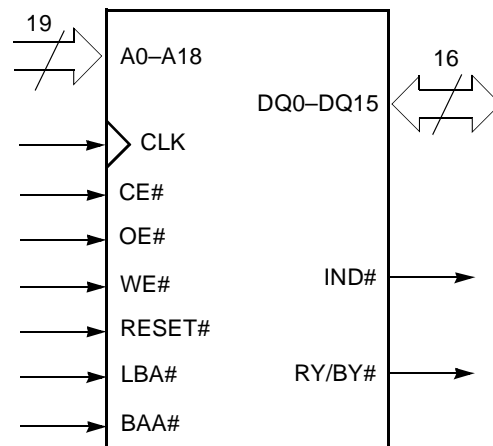 19
A0–A18
16
DQ0–DQ15
CLK
CE#
OE#
WE#
IND#
RESET#
LBA#
RY/BY#
BAA#